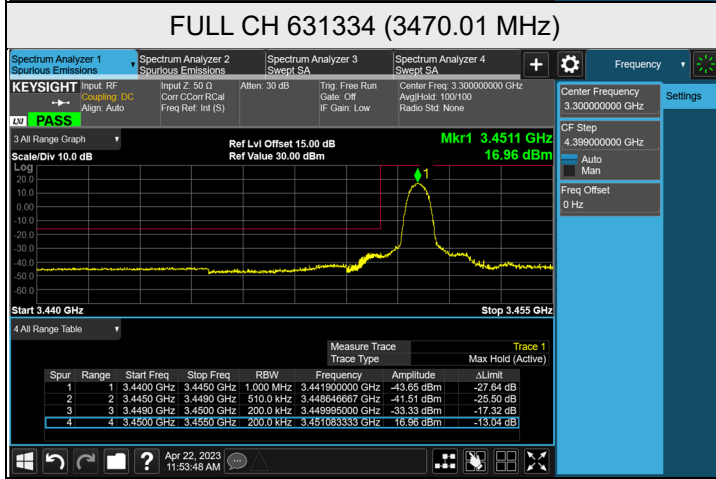 FULL CH 631334 (3470.01 MHz)
Spectrum Analyzer 1
Spurious Emissions
Spectrum Analyzer 2
Spurious Emissions
Spectrum Analyzer 3
Swept SA
Spectrum Analyzer 4
Swept SA
+
Frequency
KEYSIGHT
Input: RF
Coupling: DC
Align: Auto
Input Z: 50 Ω
Corr CCorr RCal
Freq Ref: Int (S)
Atten: 30 dB
Trig: Free Run
Gate: Off
IF Gain: Low
Center Freq: 3.300000000 GHz
Avg|Hold: 100/100
Radio Std: None
LXI PASS
Center Frequency
3.300000000 GHz
Settings
CF Step
4.399000000 GHz
Auto
Man
Freq Offset
0 Hz
3 All Range Graph
Scale/Div 10.0 dB
Ref Lvl Offset 15.00 dB
Ref Value 30.00 dBm
Mkr1 3.4511 GHz
16.96 dBm
Log
20.0
10.0
0.00
-10.0
-20.0
-30.0
-40.0
-50.0
-60.0
1
Start 3.440 GHz
Stop 3.455 GHz
4 All Range Table
Measure Trace Trace 1
Trace Type Max Hold (Active)
Spur Range Start Freq Stop Freq RBW Frequency Amplitude ΔLimit
1 1 3.4400 GHz 3.4450 GHz 1.000 MHz 3.441900000 GHz -43.65 dBm -27.64 dB
2 2 3.4450 GHz 3.4490 GHz 510.0 kHz 3.448646667 GHz -41.51 dBm -25.50 dB
3 3 3.4490 GHz 3.4500 GHz 200.0 kHz 3.449995000 GHz -33.33 dBm -17.32 dB
4 4 3.4500 GHz 3.4550 GHz 200.0 kHz 3.451083333 GHz 16.96 dBm -13.04 dB
?
Apr 22, 2023
11:53:48 AM